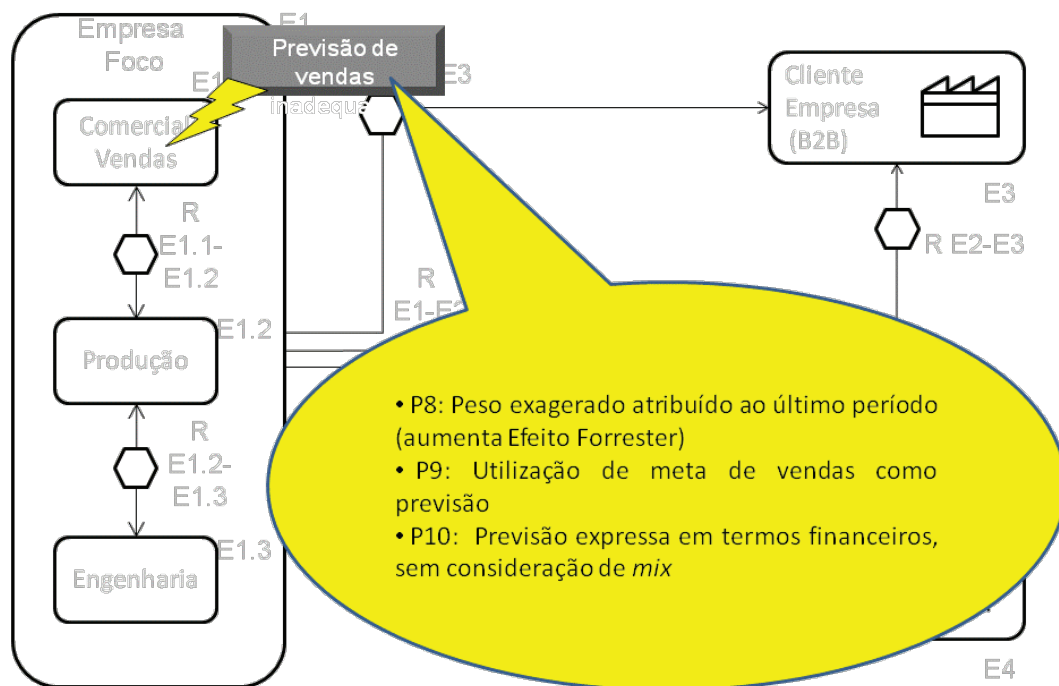 Empresa
Foco
E1
E1
Previsão de
vendas
E3
Comercial
Vendas
Cliente
Empresa
(B2B)
E3
R
E1.1-
E1.2
R E2-E3
R
E1.2
Produção
• P8: Peso exagerado atribuído ao último período
(aumenta Efeito Forrester)
• P9: Utilização de meta de vendas como
previsão
• P10: Previsão expressa em termos financeiros,
sem consideração de mix
R
E1.2-
E1.3
E1.3
Engenharia
E4